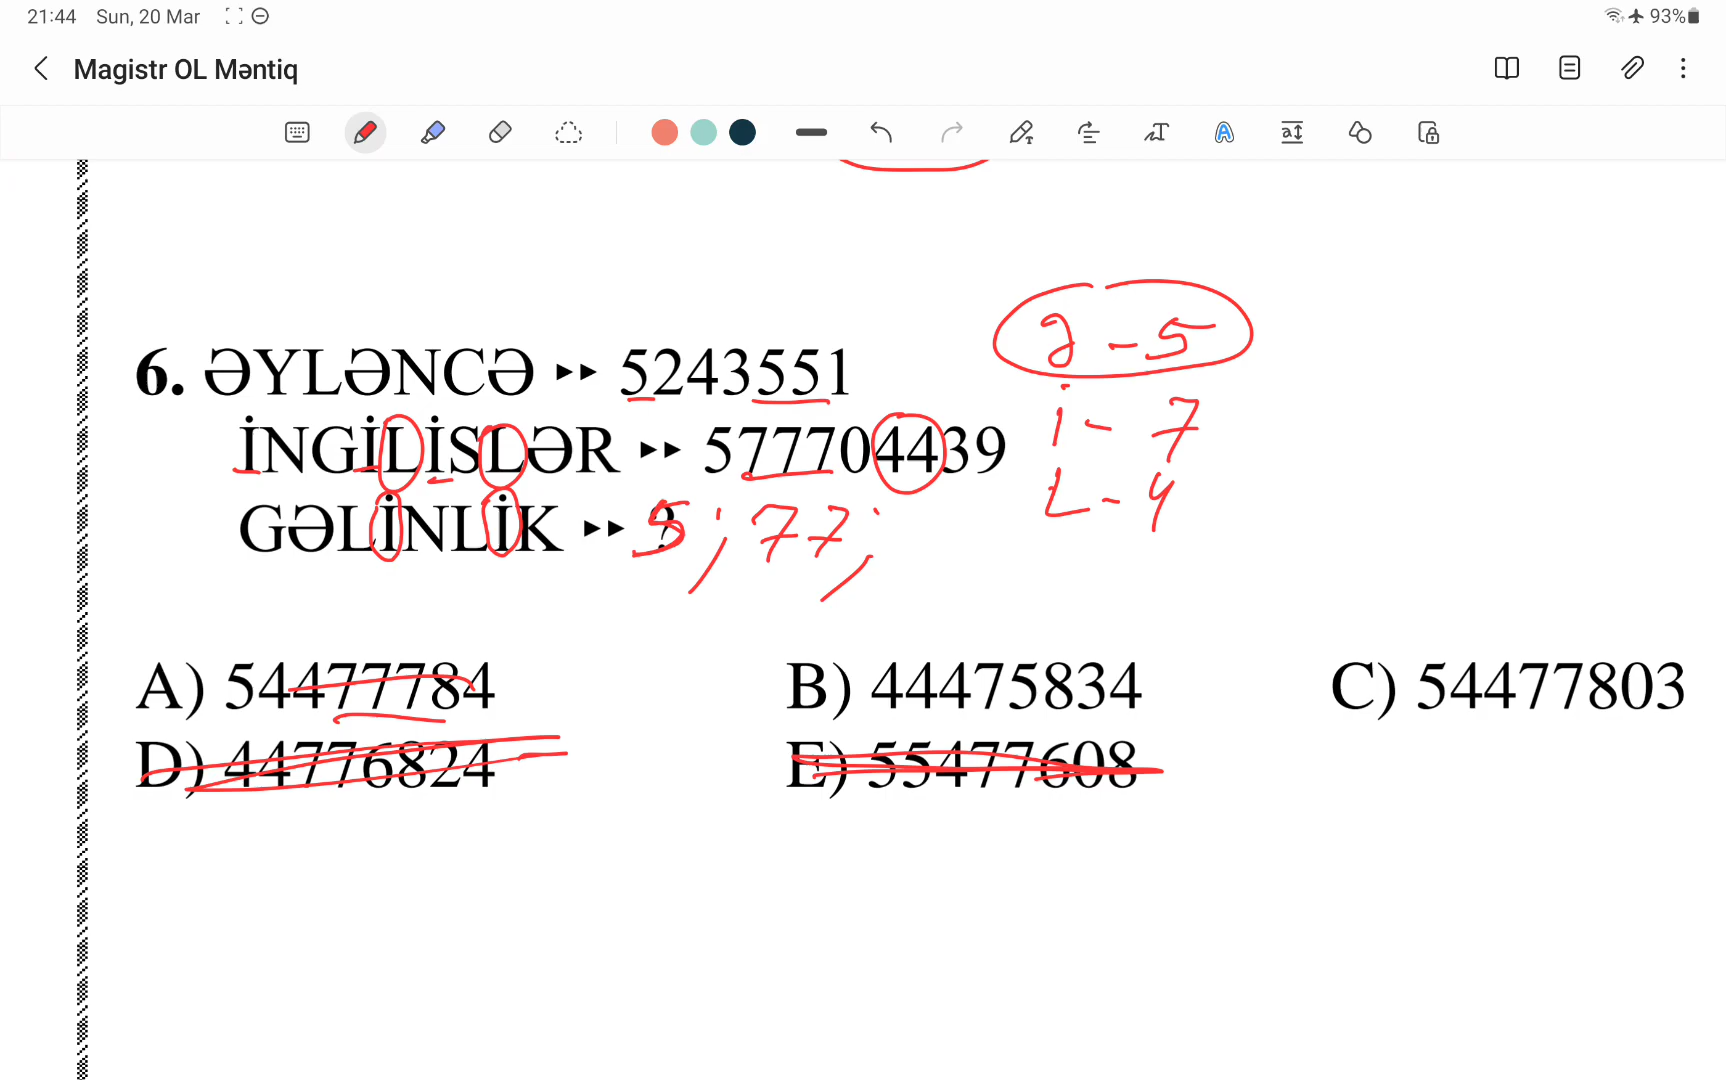 21:44 Sun, 20 Mar 93%
Magistr OL Məntiq
6. ƏYLƏNCƏ ▸▸ 5243551
ə - 5
İNGİLİSLƏR ▸▸ 577704439
i - 7
GƏLİNLİK ▸▸ ? 5; 77;
L - 4
A) 54477784 B) 44475834 C) 54477803
D) 44776824 E) 55477608